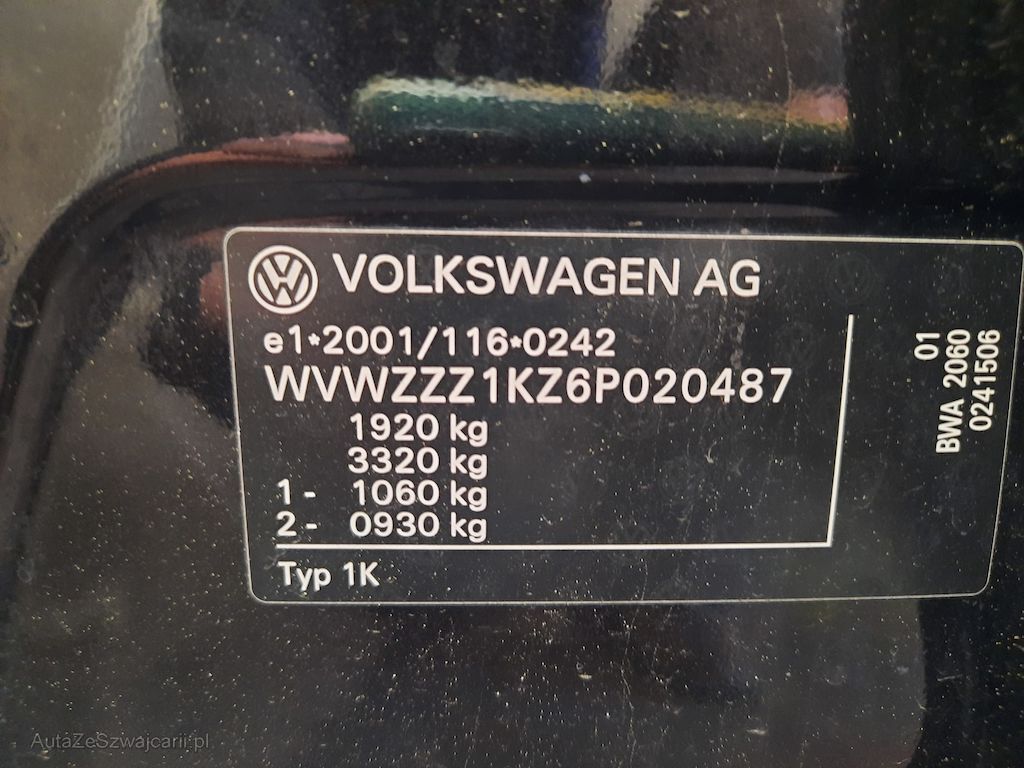 VOLKSWAGEN AG
e1*2001/116*0242
WVWZZZ1KZ6P020487
1920 kg
3320 kg
1 - 1060 kg
2 - 0930 kg
Typ 1K
01
BWA 2060
0241506
AutaZeSzwajcarii.pl